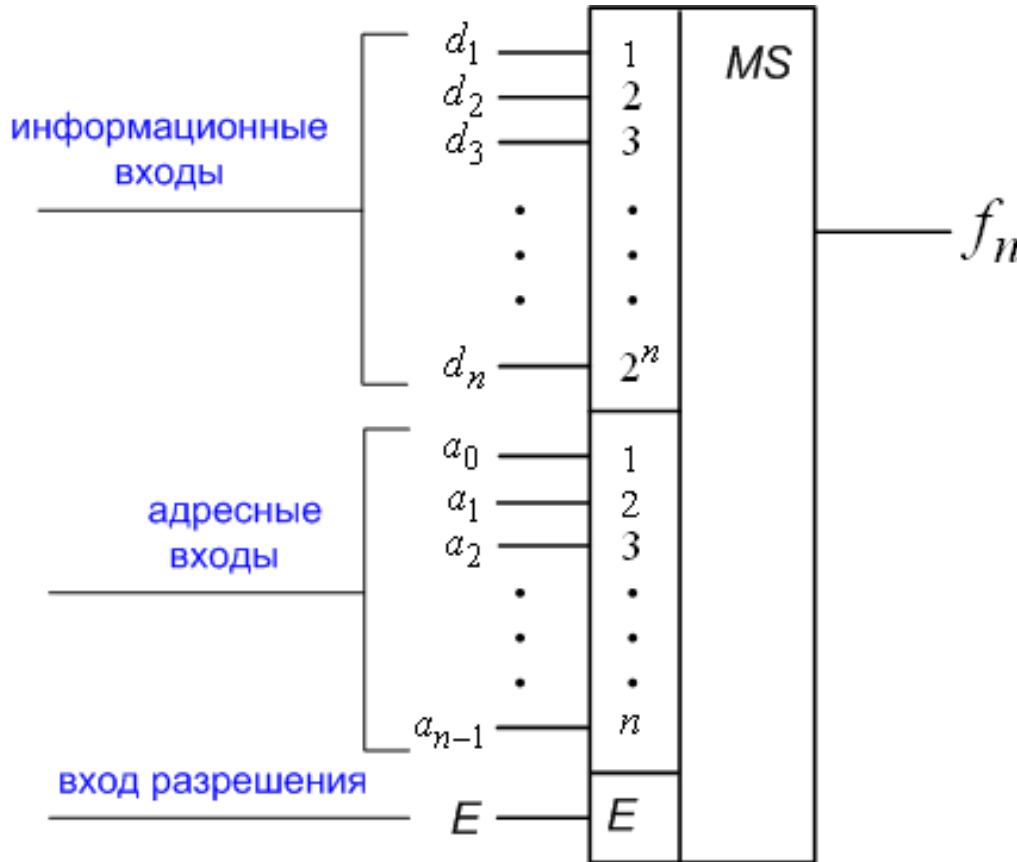 d₁ 1 MS
d₂ 2
информационные
входы
d₃ 3
fₙ
dₙ 2ⁿ
a₀ 1
адресные
входы
a₁ 2
a₂ 3
aₙ₋₁ n
вход разрешения
E E